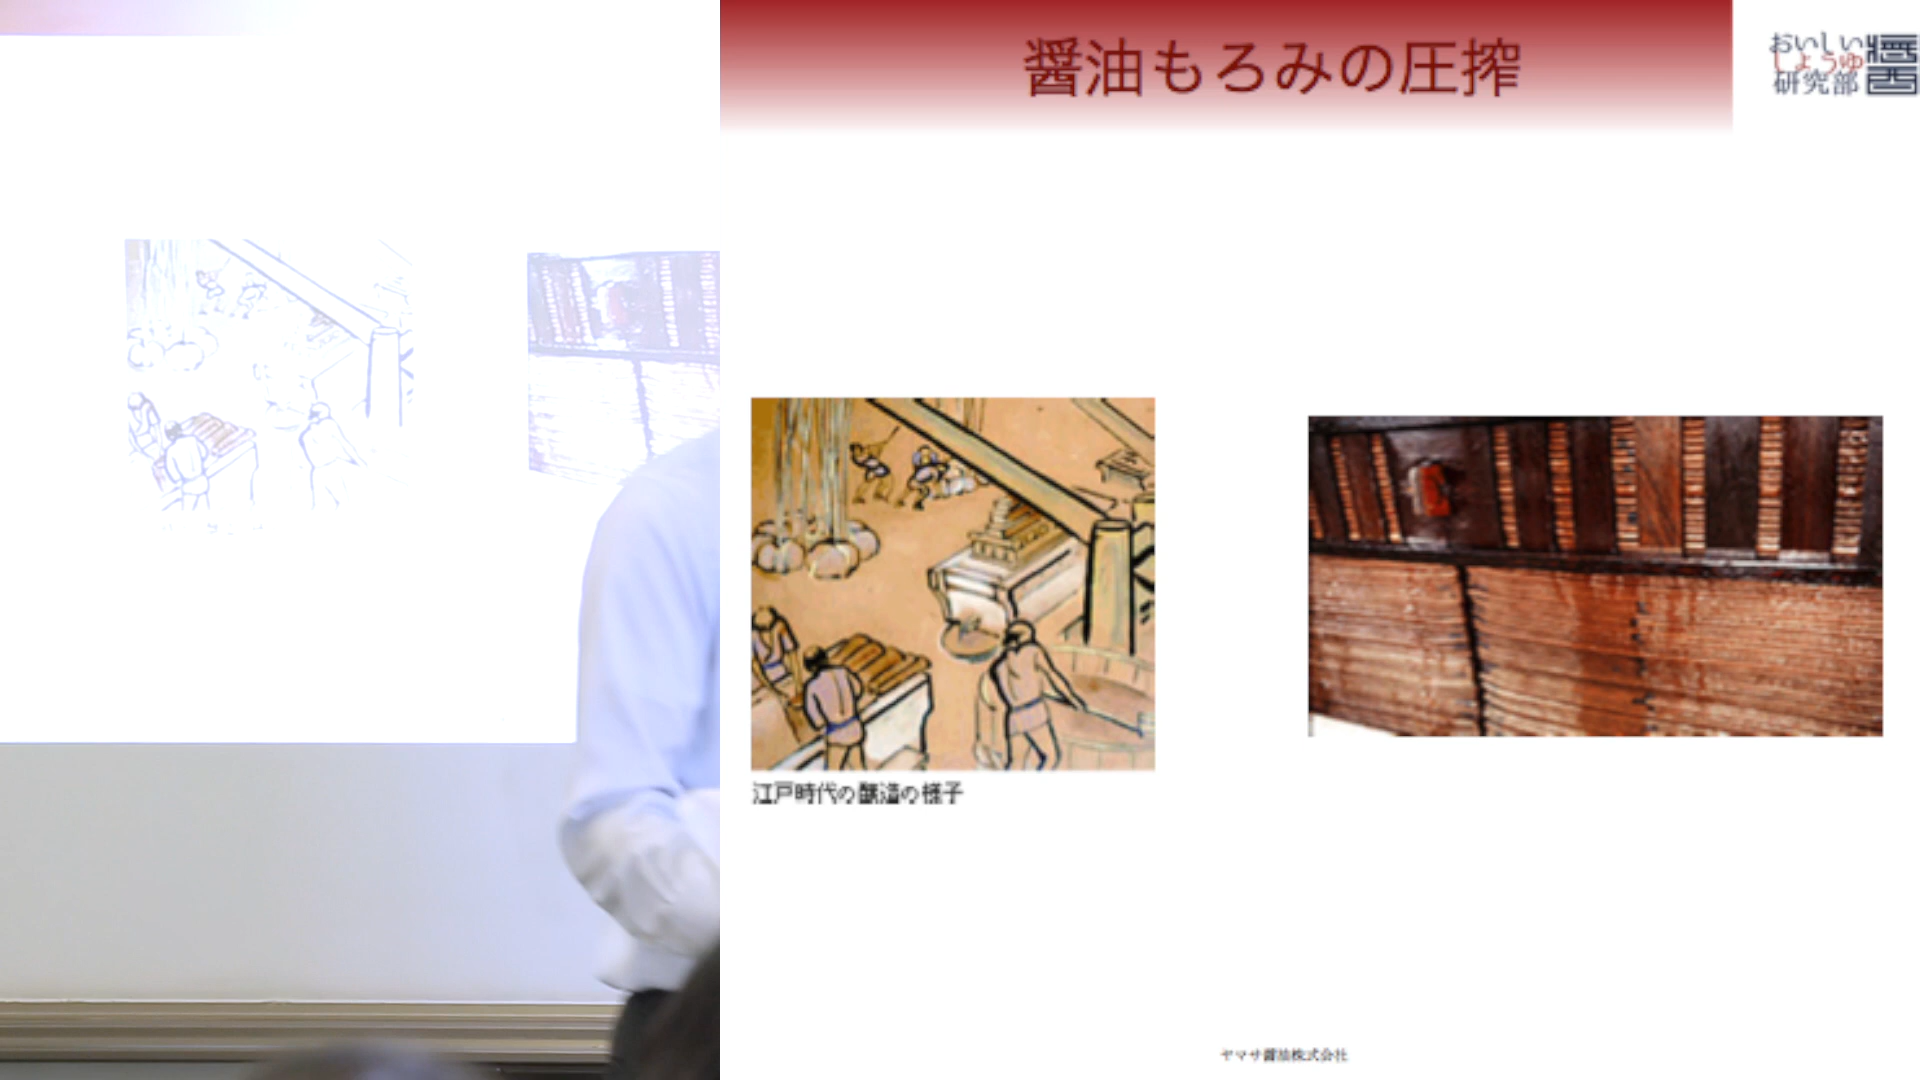 醤油もろみの圧搾
おいしい
しょうゆ
研究部
醤
江戸時代の醸造の様子
ヤマサ醤油株式会社